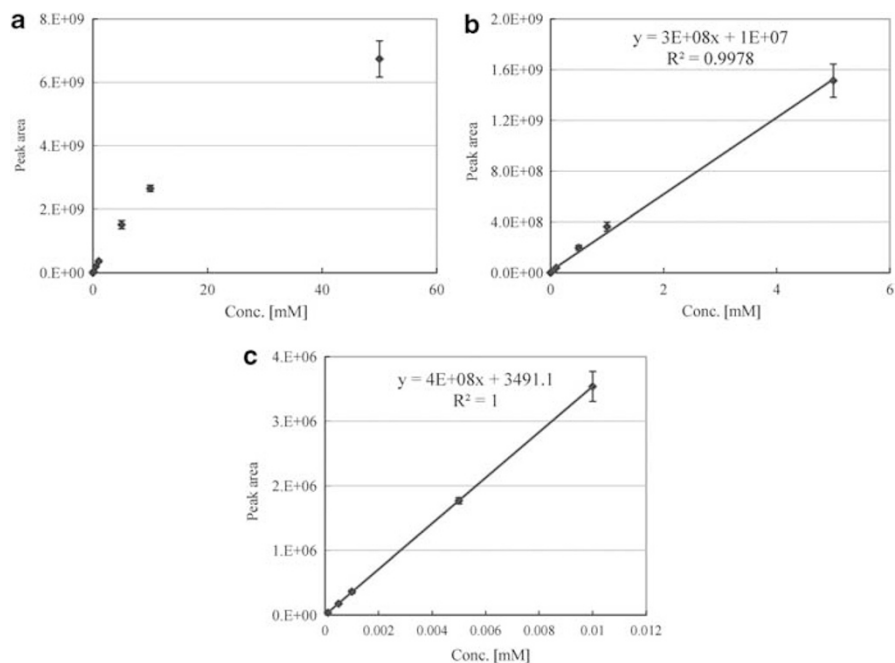 a
8.E+09
6.E+09
4.E+09
2.E+09
0.E+00
Peak area
0 20 40 60
Conc. [mM]
b
y = 3E+08x + 1E+07
R² = 0.9978
2.0E+09
1.6E+09
1.2E+09
8.0E+08
4.0E+08
0.0E+00
Peak area
0 2 4 6
Conc. [mM]
c
y = 4E+08x + 3491.1
R² = 1
4.E+06
3.E+06
2.E+06
1.E+06
0.E+00
Peak area
0 0.002 0.004 0.006 0.008 0.01 0.012
Conc. [mM]